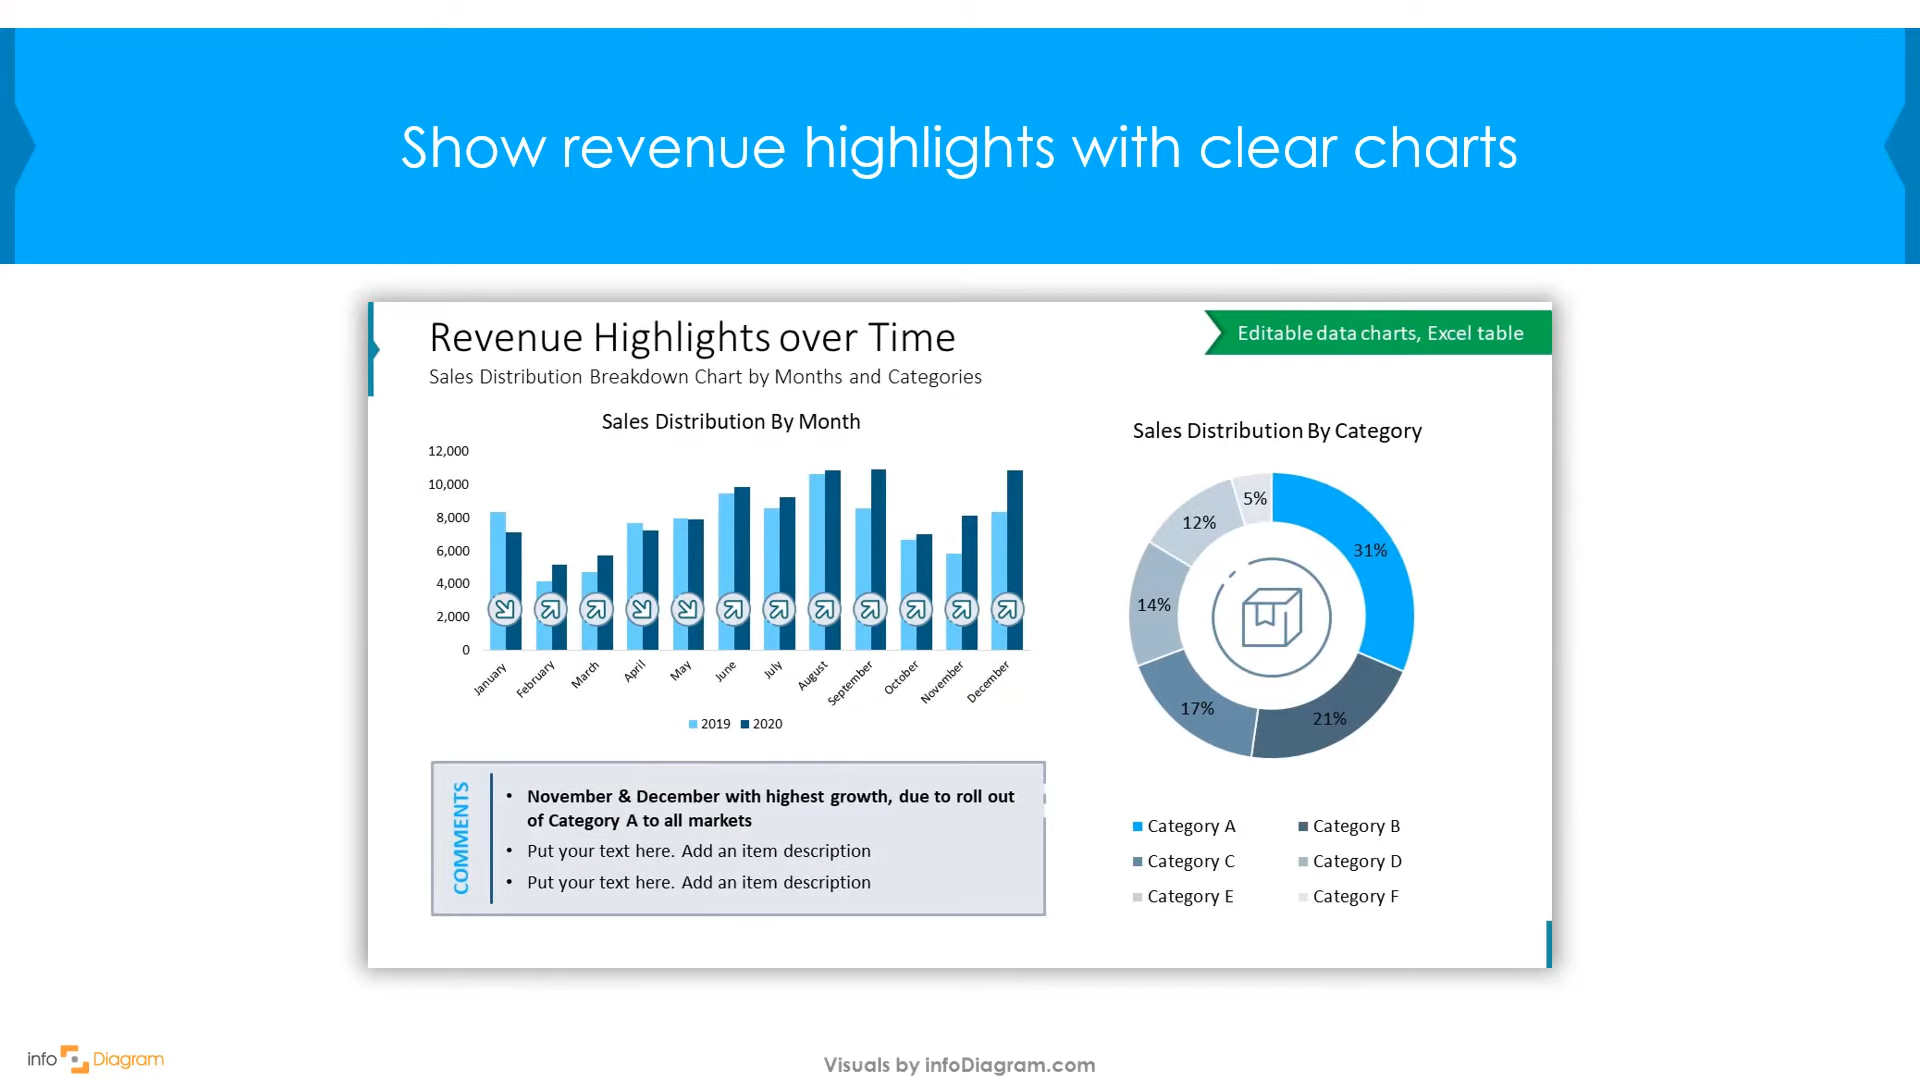 Show revenue highlights with clear charts
Revenue Highlights over Time
Editable data charts, Excel table
Sales Distribution Breakdown Chart by Months and Categories
Sales Distribution By Month
12,000
10,000
8,000
6,000
4,000
2,000
0
January
February
March
April
May
June
July
August
September
October
November
December
2019
2020
COMMENTS
• November & December with highest growth, due to roll out
of Category A to all markets
• Put your text here. Add an item description
• Put your text here. Add an item description
Sales Distribution By Category
5%
31%
12%
14%
17%
21%
Category A
Category B
Category C
Category D
Category E
Category F
info Diagram
Visuals by infoDiagram.com